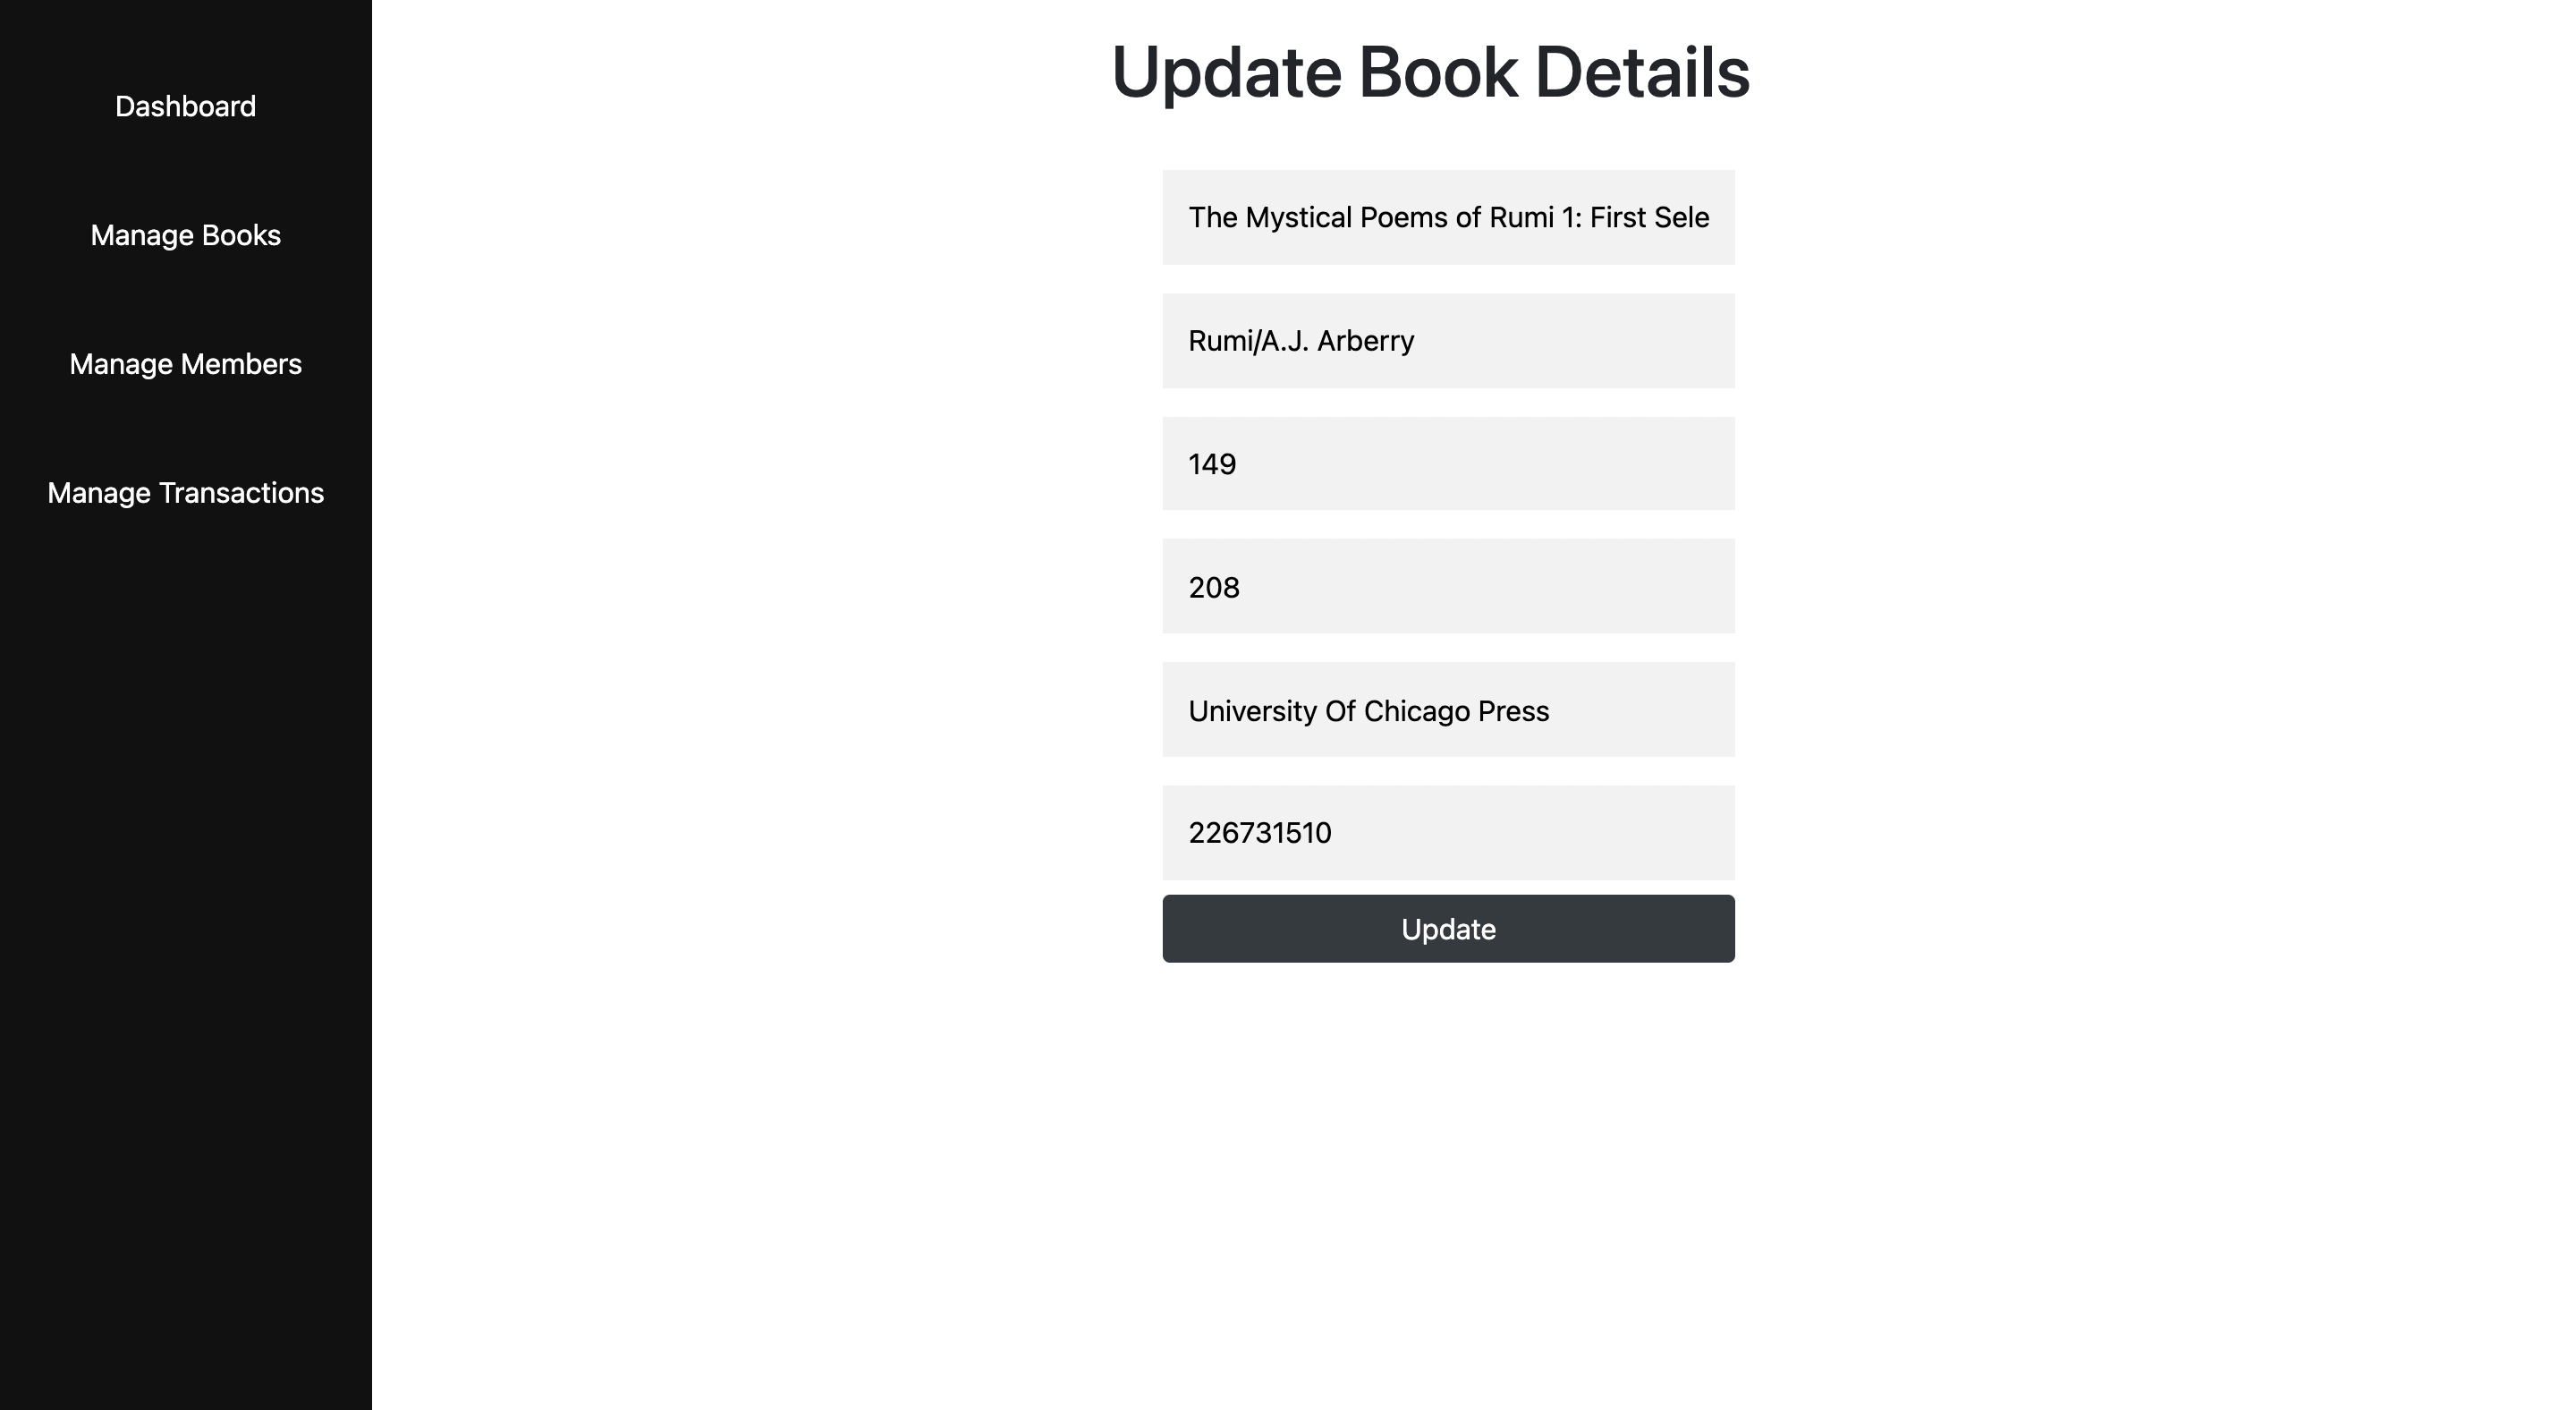 Dashboard
Manage Books
Manage Members
Manage Transactions
Update Book Details
The Mystical Poems of Rumi 1: First Sele
Rumi/A.J. Arberry
149
208
University Of Chicago Press
226731510
Update